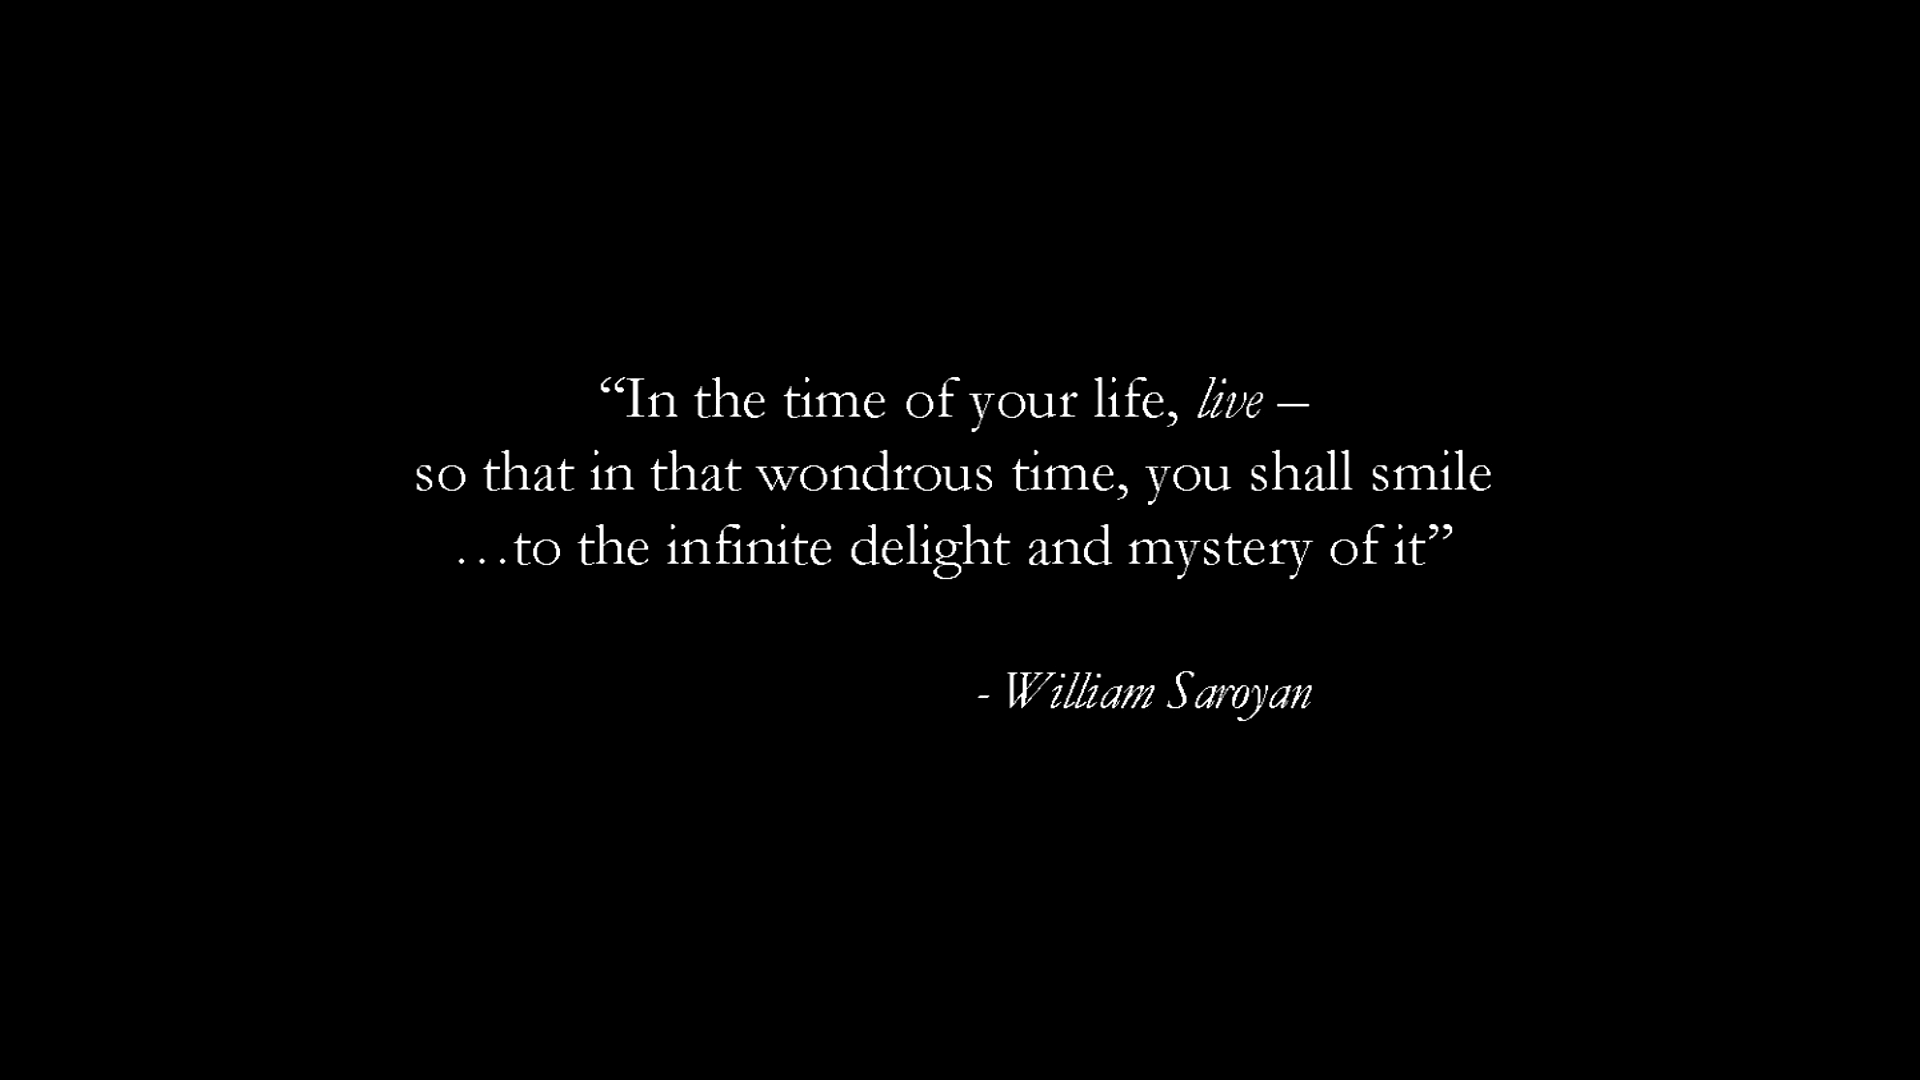 “In the time of your life, live –
so that in that wondrous time, you shall smile
…to the infinite delight and mystery of it”
- William Saroyan